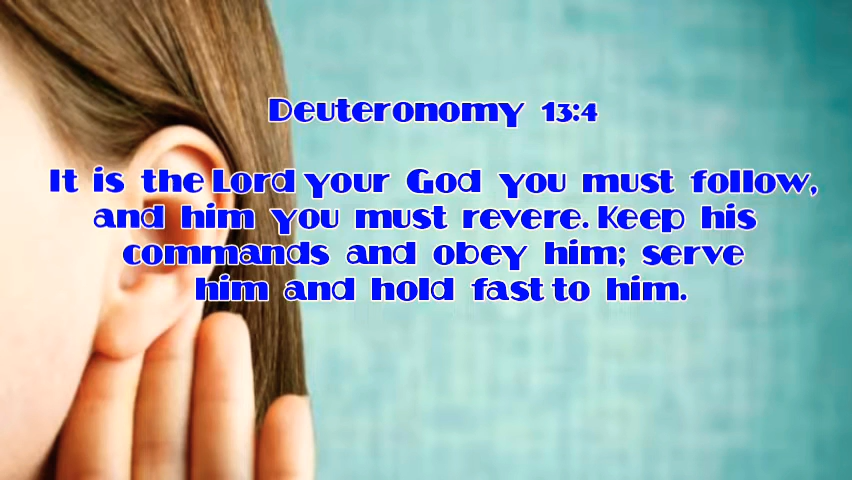 Deuteronomy 13:4
It is the Lord your God you must follow,
and him you must revere. Keep his
commands and obey him; serve
him and hold fast to him.